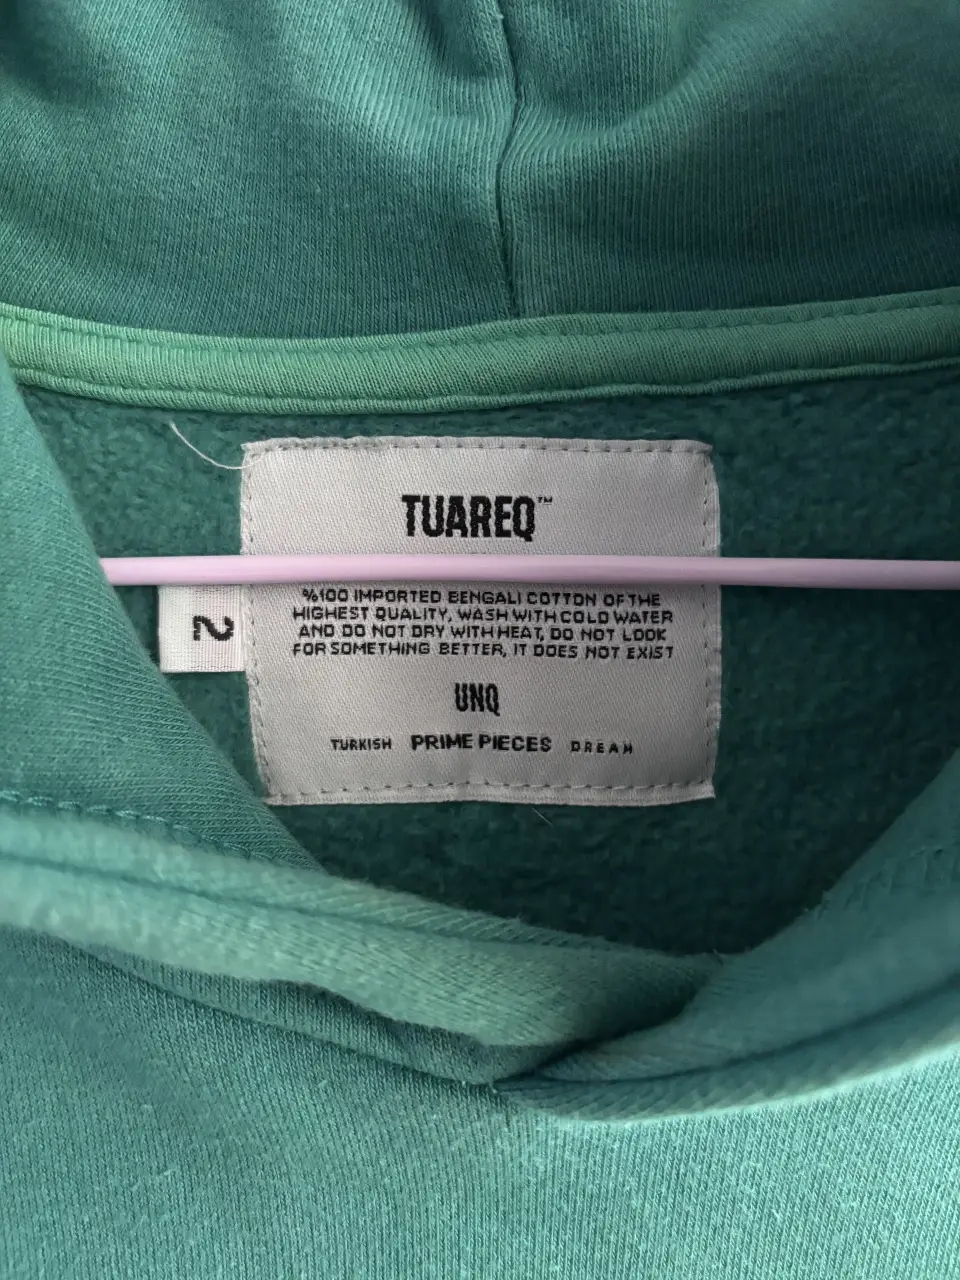 TUAREQ™
%100 IMPORTED BENGALI COTTON OF THE
HIGHEST QUALITY, WASH WITH COLD WATER
AND DO NOT DRY WITH HEAT, DO NOT LOOK
FOR SOMETHING BETTER, IT DOES NOT EXIST
UNQ
TURKISH PRIME PIECES DREAM
2